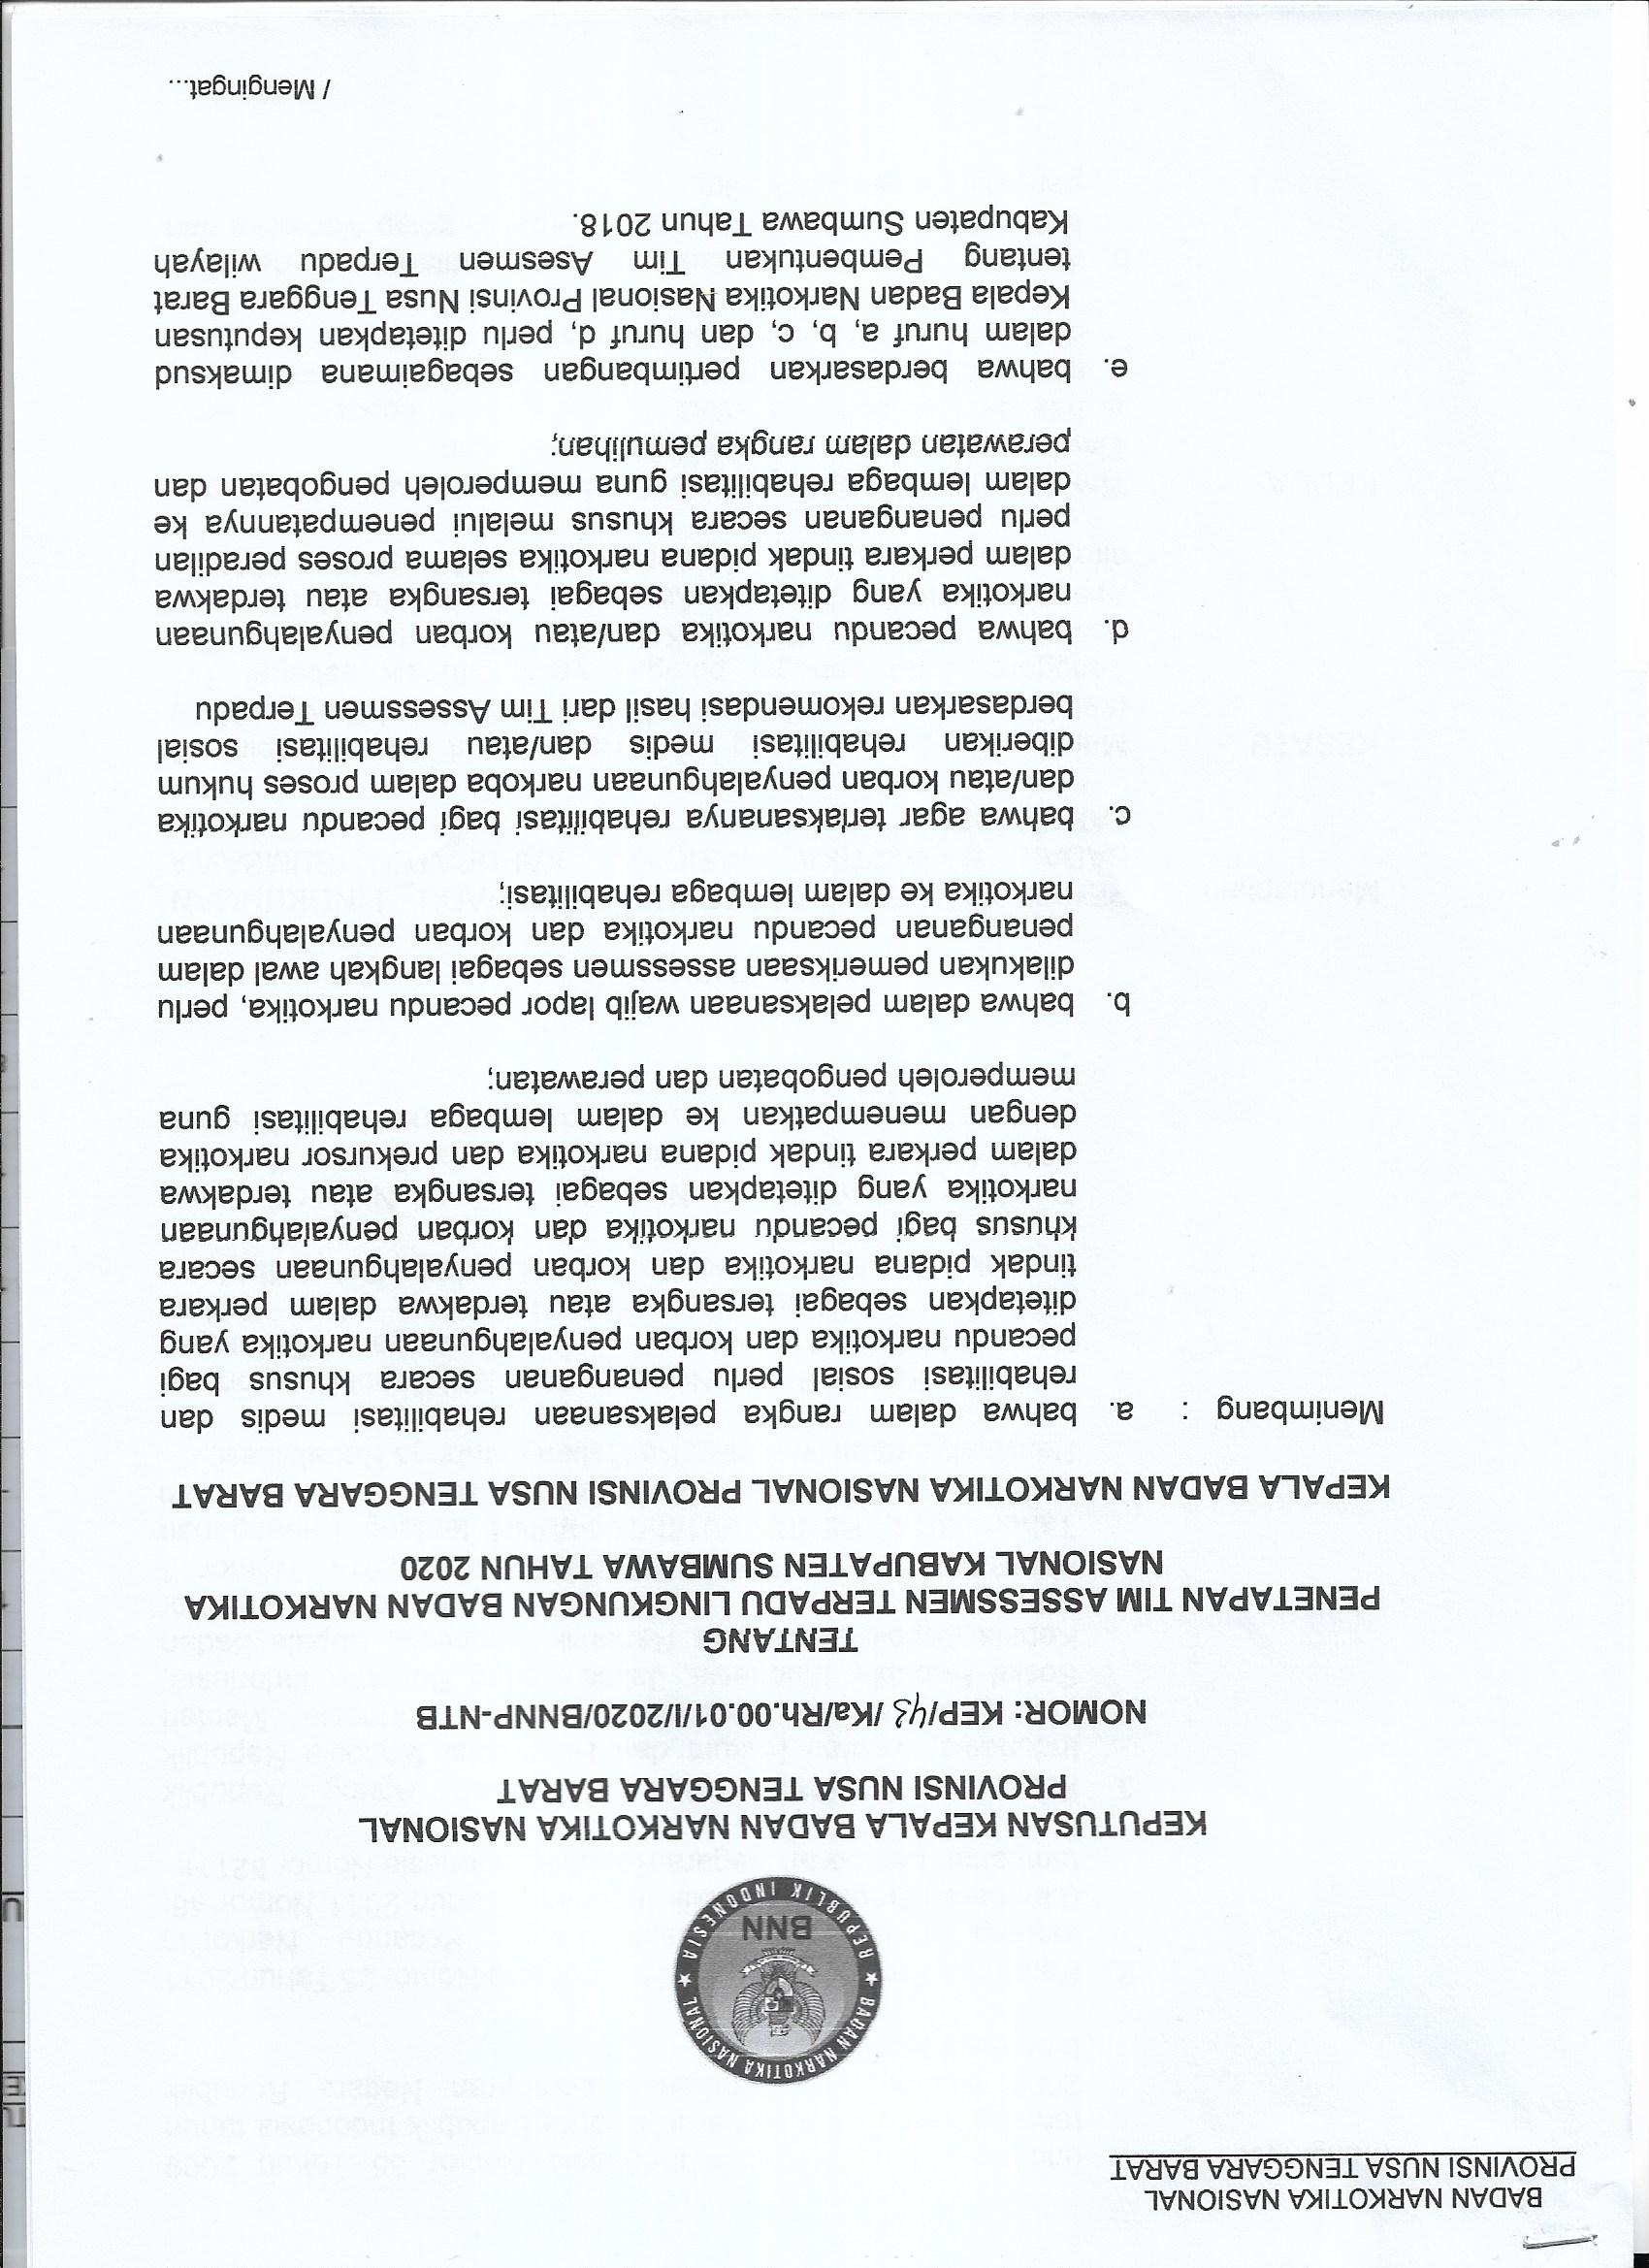 BADAN NARKOTIKA NASIONAL
PROVINSI NUSA TENGGARA BARAT
BADAN NARKOTIKA NASIONAL
REPUBLIK INDONESIA
BNN
KEPUTUSAN KEPALA BADAN NARKOTIKA NASIONAL
PROVINSI NUSA TENGGARA BARAT
NOMOR: KEP/43 /Ka/Rh.00.01/I/2020/BNNP-NTB
TENTANG
PENETAPAN TIM ASSESSMEN TERPADU LINGKUNGAN BADAN NARKOTIKA
NASIONAL KABUPATEN SUMBAWA TAHUN 2020
KEPALA BADAN NARKOTIKA NASIONAL PROVINSI NUSA TENGGARA BARAT
Menimbang : a. bahwa dalam rangka pelaksanaan rehabilitasi medis dan
rehabilitasi sosial perlu penanganan secara khusus bagi
pecandu narkotika dan korban penyalahgunaan narkotika yang
ditetapkan sebagai tersangka atau terdakwa dalam perkara
tindak pidana narkotika dan korban penyalahgunaan secara
khusus bagi pecandu narkotika dan korban penyalahgunaan
narkotika yang ditetapkan sebagai tersangka atau terdakwa
dalam perkara tindak pidana narkotika dan prekursor narkotika
dengan menempatkan ke dalam lembaga rehabilitasi guna
memperoleh pengobatan dan perawatan;
b. bahwa dalam pelaksanaan wajib lapor pecandu narkotika, perlu
dilakukan pemeriksaan assessmen sebagai langkah awal dalam
penanganan pecandu narkotika dan korban penyalahgunaan
narkotika ke dalam lembaga rehabilitasi;
c. bahwa agar terlaksananya rehabilitasi bagi pecandu narkotika
dan/atau korban penyalahgunaan narkoba dalam proses hukum
diberikan rehabilitasi medis dan/atau rehabilitasi sosial
berdasarkan rekomendasi hasil dari Tim Assessmen Terpadu
d. bahwa pecandu narkotika dan/atau korban penyalahgunaan
narkotika yang ditetapkan sebagai tersangka atau terdakwa
dalam perkara tindak pidana narkotika selama proses peradilan
perlu penanganan secara khusus melalui penempatannya ke
dalam lembaga rehabilitasi guna memperoleh pengobatan dan
perawatan dalam rangka pemulihan;
e. bahwa berdasarkan pertimbangan sebagaimana dimaksud
dalam huruf a, b, c, dan huruf d, perlu ditetapkan keputusan
Kepala Badan Narkotika Nasional Provinsi Nusa Tenggara Barat
tentang Pembentukan Tim Asesmen Terpadu wilayah
Kabupaten Sumbawa Tahun 2018.
/ Mengingat...